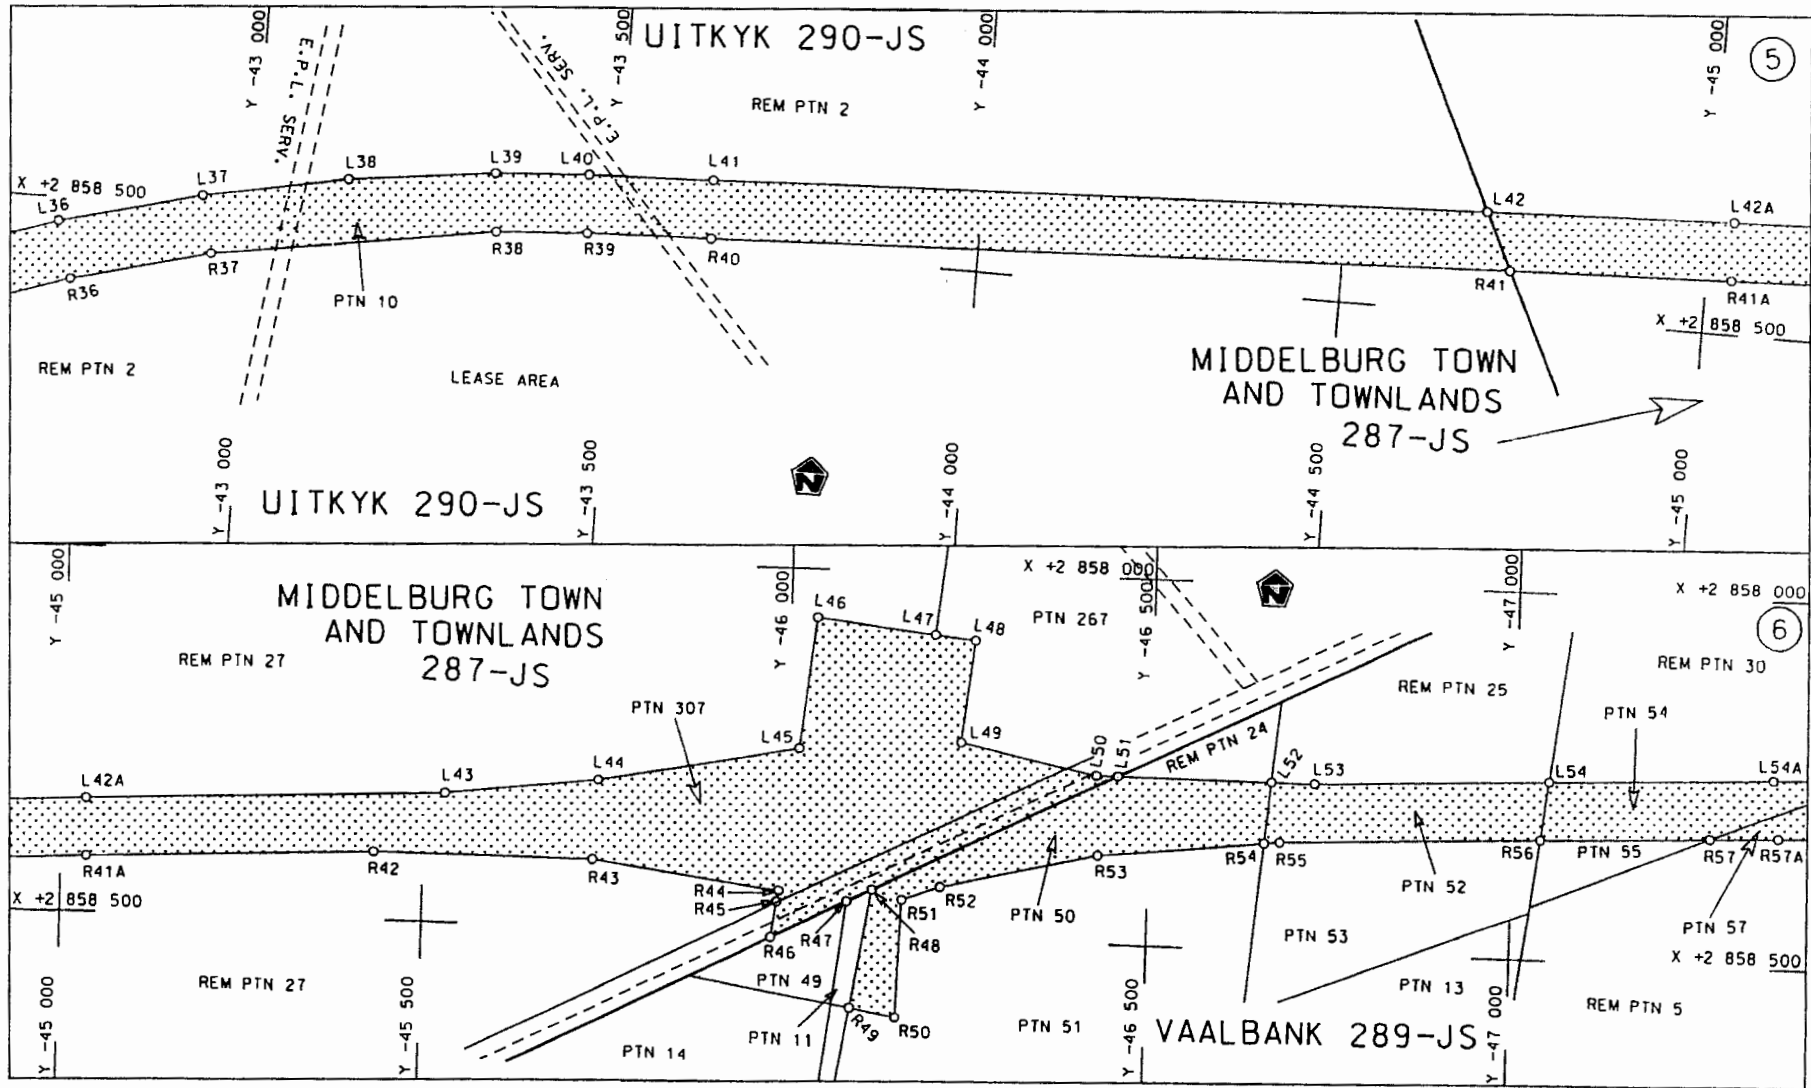 Y -43 000
E.P.L. SERV.
E.P.L. SERV.
Y -43 500
UITKYK 290-JS
Y -44 000
Y -45 000
5
REM PTN 2
X +2 858 500
L36
L37
L38
L39
L40
L41
L42
L42A
R36
R37
R38
R39
R40
R41
R41A
PTN 10
E.P.L. SERV.
X +2 858 500
REM PTN 2
LEASE AREA
MIDDELBURG TOWN
AND TOWNLANDS
287-JS
Y -43 000
UITKYK 290-JS
Y -43 500
N
Y -44 000
Y -44 500
Y -45 000
Y -45 000
MIDDELBURG TOWN
AND TOWNLANDS
287-JS
REM PTN 27
Y -46 000
L46
L47
L48
X +2 858 000
PTN 267
Y -46 500
N
Y -47 000
X +2 858 000
6
REM PTN 30
REM PTN 25
PTN 54
PTN 307
L45
L49
L50
L51
REM PTN 24
L52
L53
L54
L54A
L42A
L43
L44
R41A
R42
R43
R44
R45
R46
R47
R48
R51
R52
R53
R54
R55
R56
PTN 55
R57
R57A
X +2 858 500
PTN 50
PTN 52
PTN 53
PTN 57
X +2 858 500
REM PTN 27
PTN 49
R49
R50
PTN 13
REM PTN 5
Y -45 000
Y -45 500
PTN 14
PTN 11
PTN 51
Y -46 500
VAALBANK 289-JS
Y -47 000